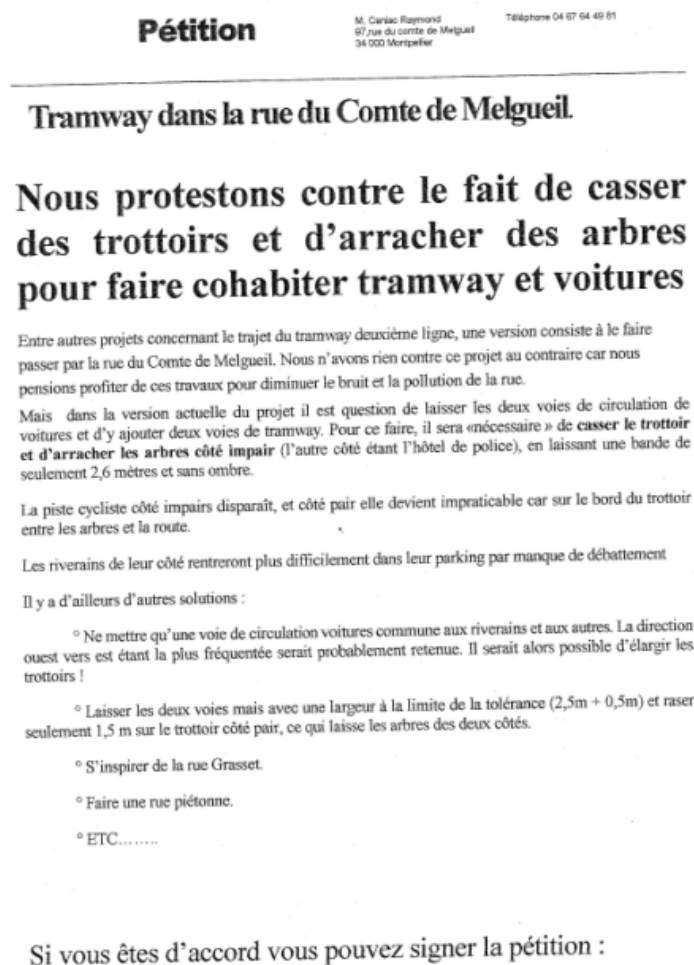 Pétition
M. Canlac Raymond
97,rue du comte de Melgueil
34 000 Montpellier
Téléphone 04 67 64 49 81
Tramway dans la rue du Comte de Melgueil.
Nous protestons contre le fait de casser
des trottoirs et d'arracher des arbres
pour faire cohabiter tramway et voitures
Entre autres projets concernant le trajet du tramway deuxième ligne, une version consiste à le faire
passer par la rue du Comte de Melgueil. Nous n'avons rien contre ce projet au contraire car nous
pensions profiter de ces travaux pour diminuer le bruit et la pollution de la rue.
Mais dans la version actuelle du projet il est question de laisser les deux voies de circulation de
voitures et d'y ajouter deux voies de tramway. Pour ce faire, il sera «nécessaire » de casser le trottoir
et d'arracher les arbres côté impair (l'autre côté étant l'hôtel de police), en laissant une bande de
seulement 2,6 mètres et sans ombre.
La piste cycliste côté impairs disparaît, et côté pair elle devient impraticable car sur le bord du trottoir
entre les arbres et la route.
Les riverains de leur côté rentreront plus difficilement dans leur parking par manque de débattement
Il y a d'ailleurs d'autres solutions :
° Ne mettre qu'une voie de circulation voitures commune aux riverains et aux autres. La direction
ouest vers est étant la plus fréquentée serait probablement retenue. Il serait alors possible d'élargir les
trottoirs !
° Laisser les deux voies mais avec une largeur à la limite de la tolérance (2,5m + 0,5m) et raser
seulement 1,5 m sur le trottoir côté pair, ce qui laisse les arbres des deux côtés.
° S'inspirer de la rue Grasset.
° Faire une rue piétonne.
° ETC........
Si vous êtes d'accord vous pouvez signer la pétition :